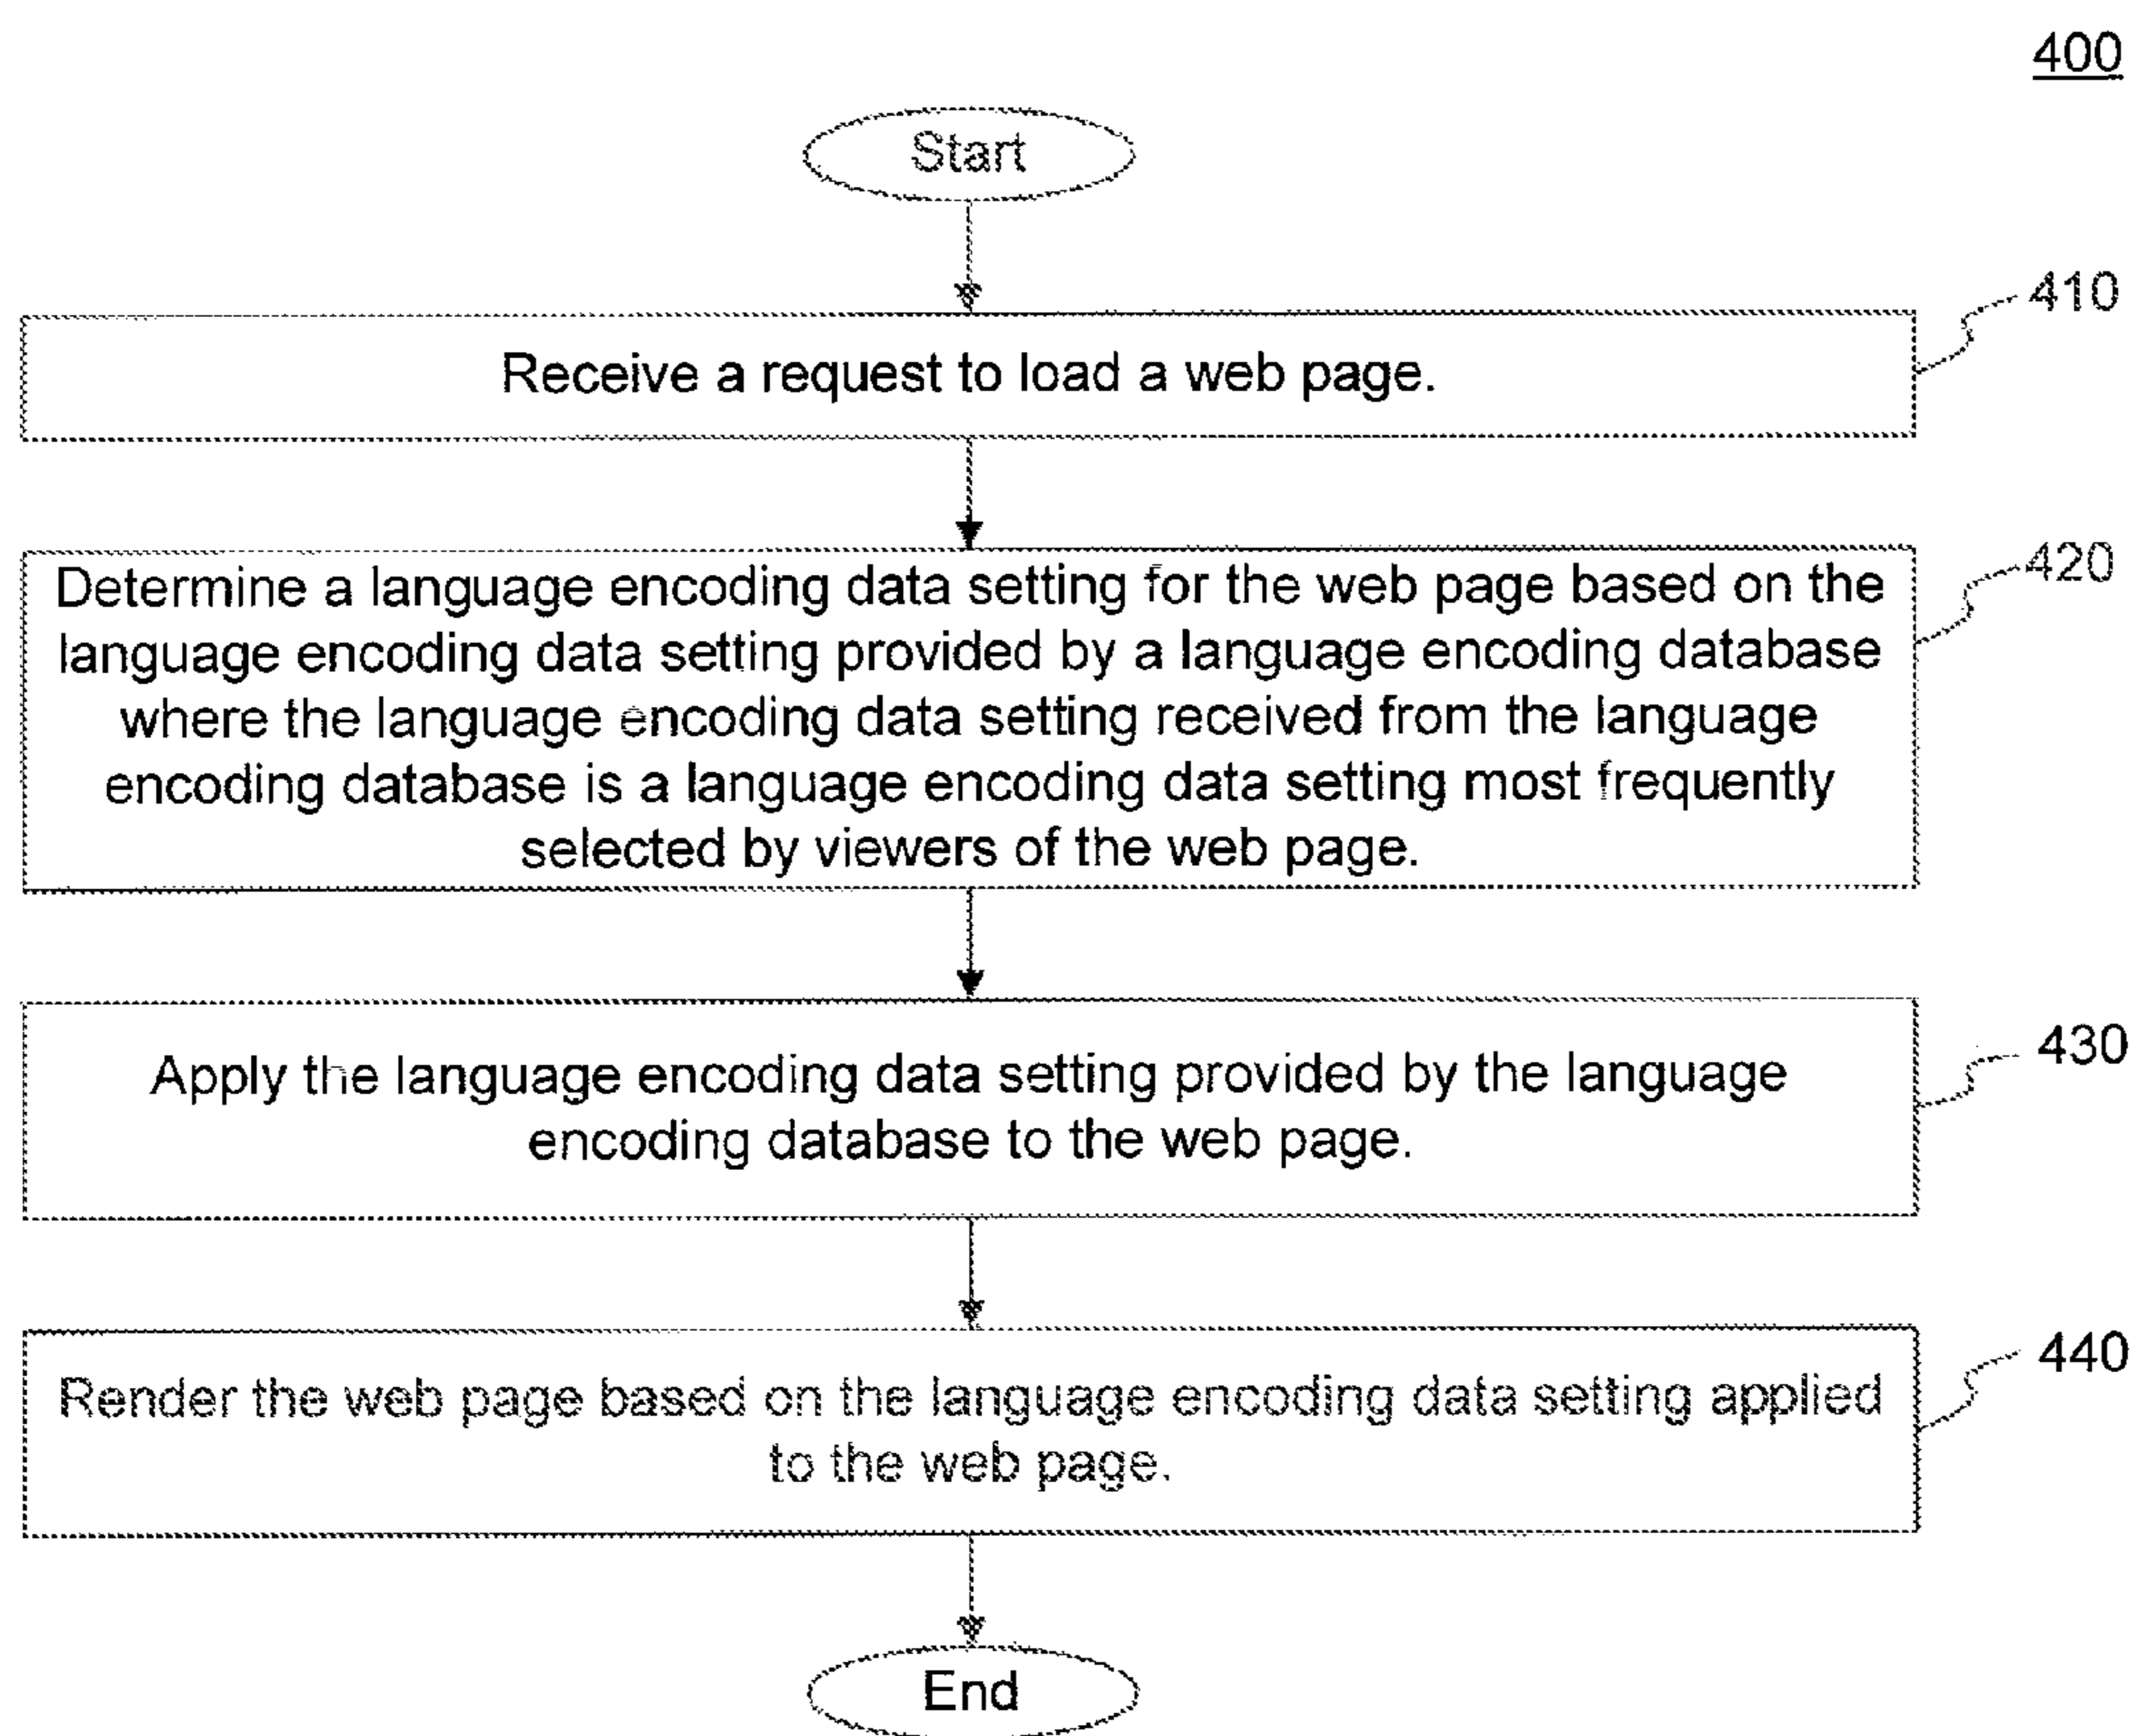 400
Start
410
Receive a request to load a web page.
420
Determine a language encoding data setting for the web page based on the
language encoding data setting provided by a language encoding database
where the language encoding data setting received from the language
encoding database is a language encoding data setting most frequently
selected by viewers of the web page.
430
Apply the language encoding data setting provided by the language
encoding database to the web page.
440
Render the web page based on the language encoding data setting applied
to the web page.
End